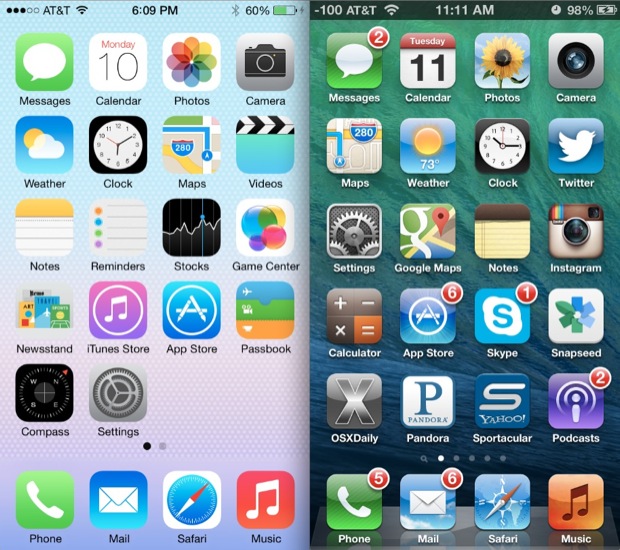 ●●●○○ AT&T 6:09 PM 60%
Monday
10
Messages Calendar Photos Camera
280
Weather Clock Maps Videos
Notes Reminders Stocks Game Center
Newsstand iTunes Store App Store Passbook
N
W E
S
Compass Settings
Phone Mail Safari Music
-100 AT&T 11:11 AM 98%
2
Tuesday
11
Messages Calendar Photos Camera
280
73°
Maps Weather Clock Twitter
Settings Google Maps Notes Instagram
6 1
Calculator App Store Skype Snapseed
2
X P S
PANDORA YAHOO!
OSXDaily Pandora Sportacular Podcasts
5 6
Phone Mail Safari Music